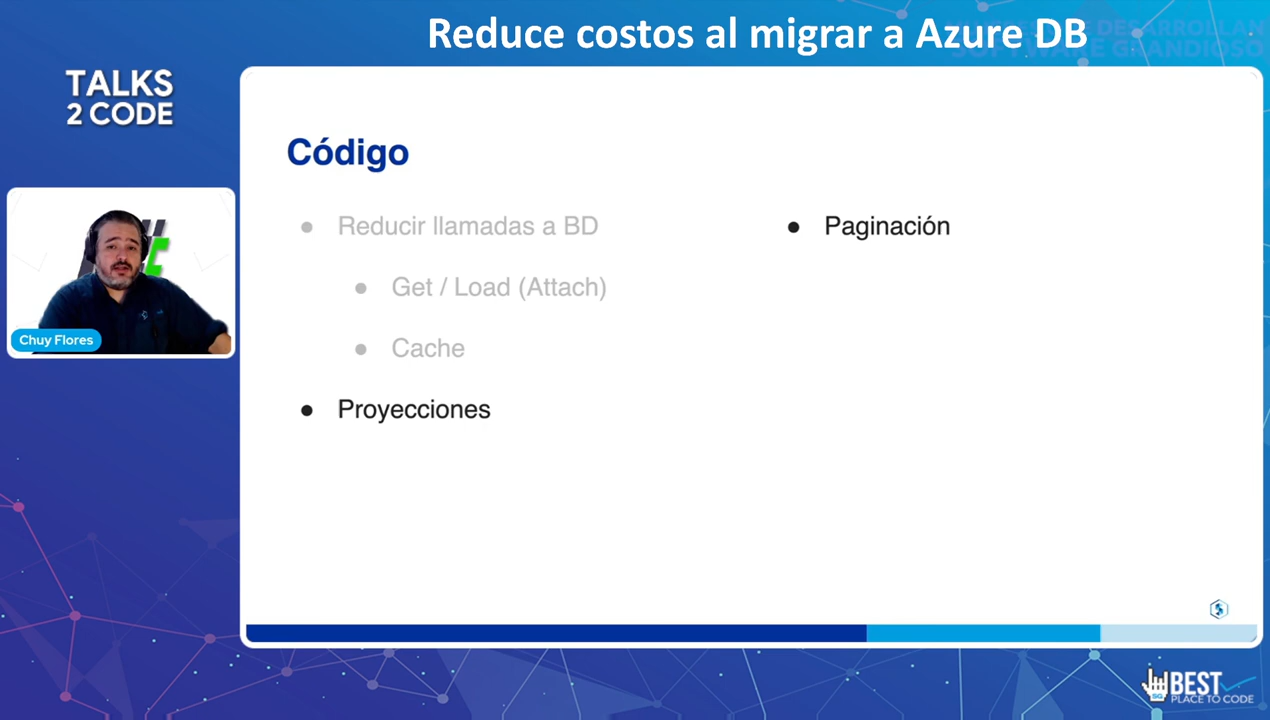 Reduce costos al migrar a Azure DB
TALKS
2 CODE
Código
● Reducir llamadas a BD
● Get / Load (Attach)
● Cache
● Proyecciones
● Paginación
Chuy Flores
BEST
PLACE TO CODE